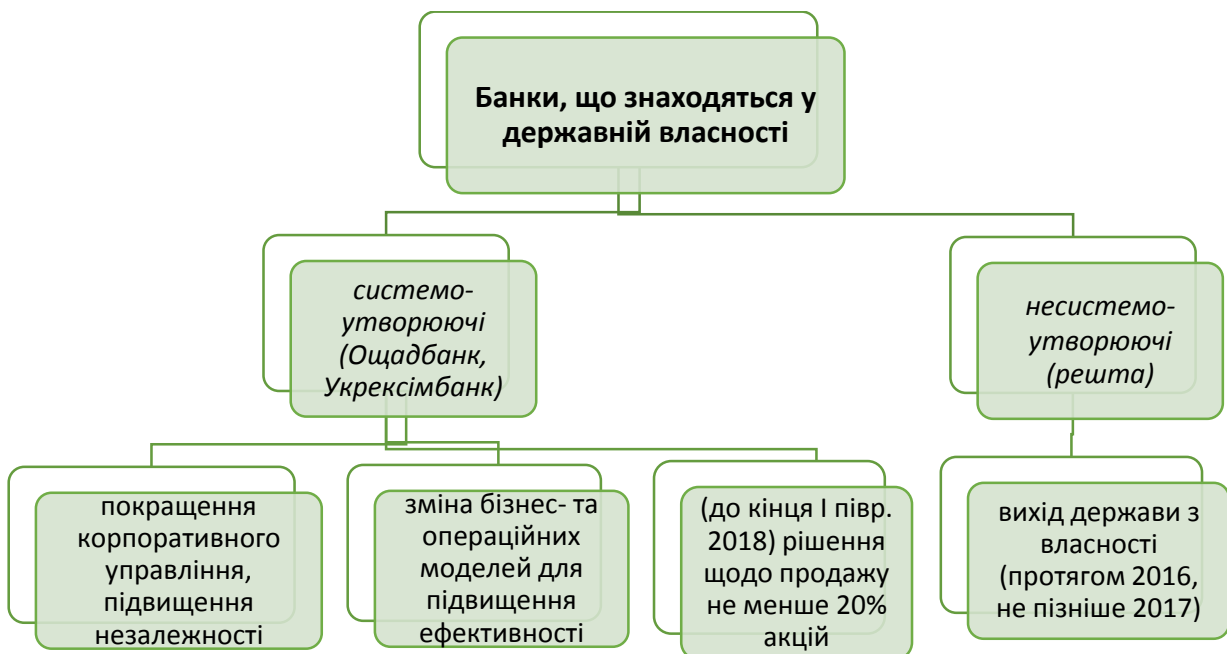 Банки, що знаходяться у
державній власності
системо-
утворюючі
(Ощадбанк,
Укрексімбанк)
несистемо-
утворюючі
(решта)
покращення
корпоративного
управління,
підвищення
незалежності
зміна бізнес- та
операційних
моделей для
підвищення
ефективності
(до кінця І півр.
2018) рішення
щодо продажу
не менше 20%
акцій
вихід держави з
власності
(протягом 2016,
не пізніше 2017)